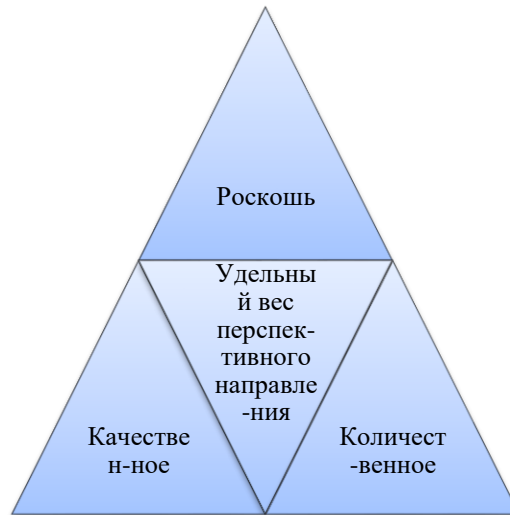 Роскошь
Удельны
й вес
перспек-
тивного
направле
-ния
Качестве
н-ное
Количест
-венное